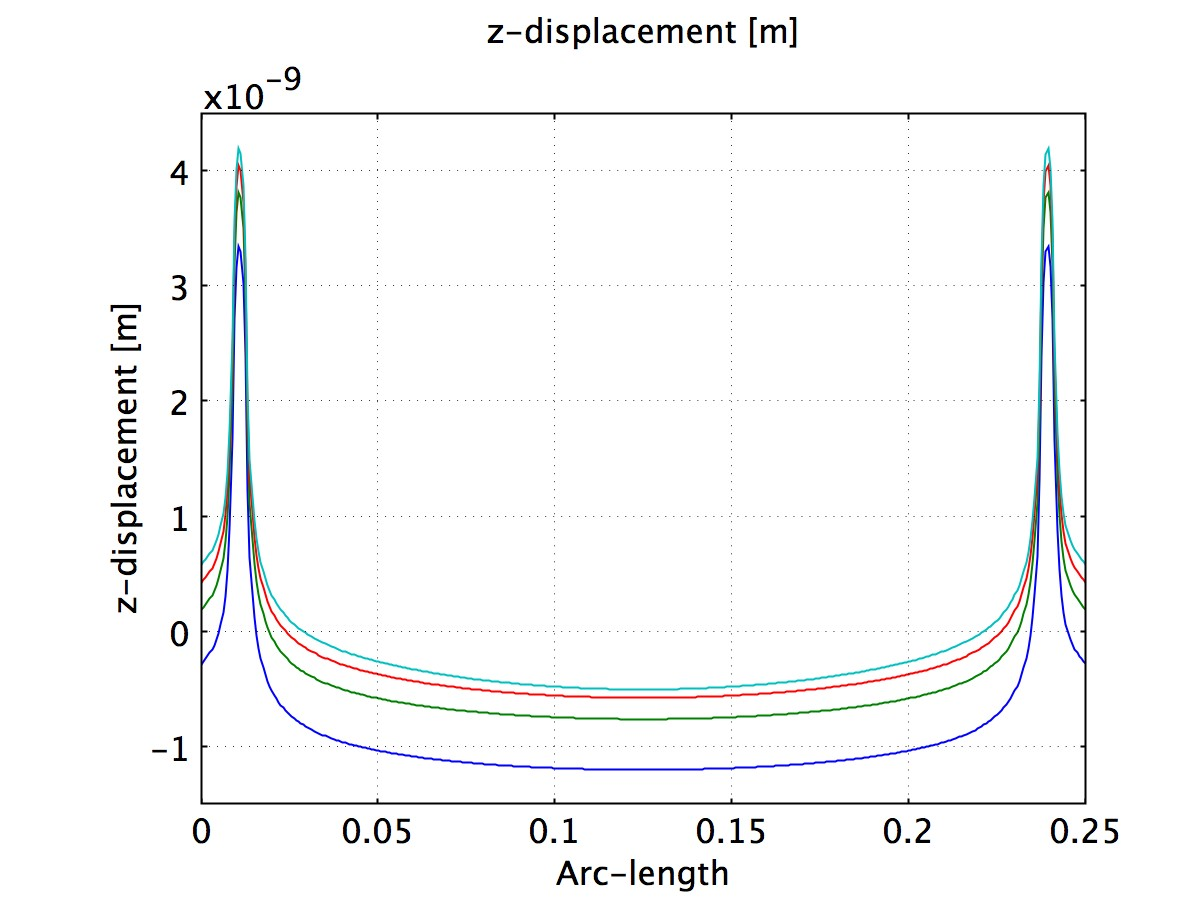 z-displacement [m]
x10⁻⁹
4
3
2
1
0
-1
z-displacement [m]
0 0.05 0.1 0.15 0.2 0.25
Arc-length